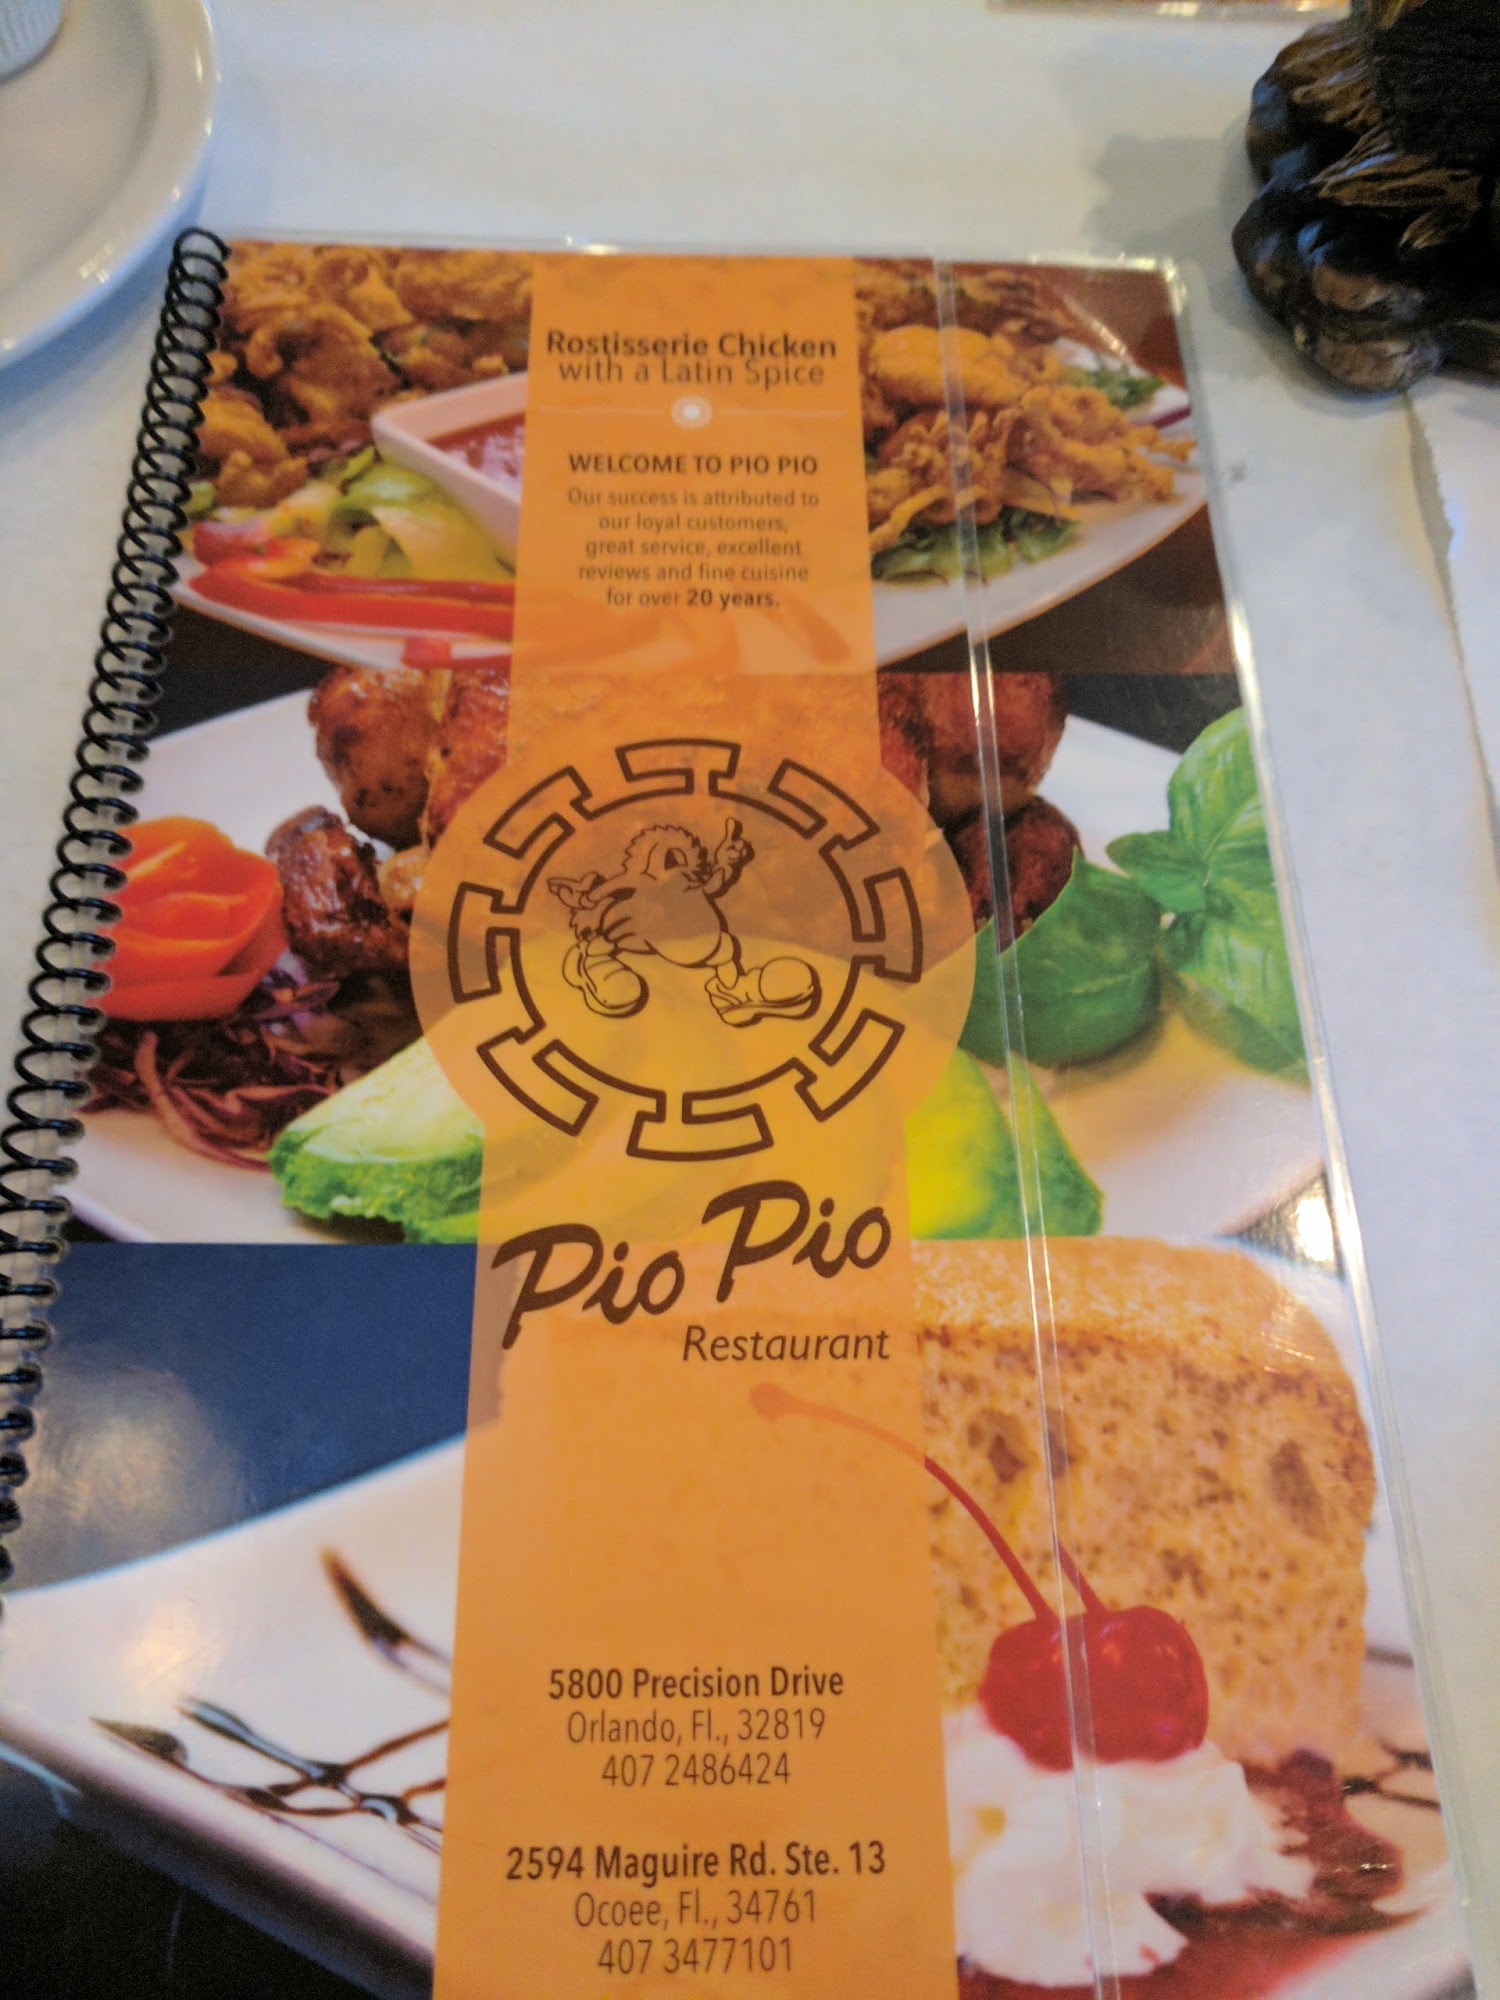 Rostisserie Chicken
with a Latin Spice
WELCOME TO PIO PIO
Our success is attributed to
our loyal customers,
great service, excellent
reviews and fine cuisine
for over 20 years.
Pio Pio
Restaurant
5800 Precision Drive
Orlando, Fl., 32819
407 2486424
2594 Maguire Rd. Ste. 13
Ocoee, Fl., 34761
407 3477101